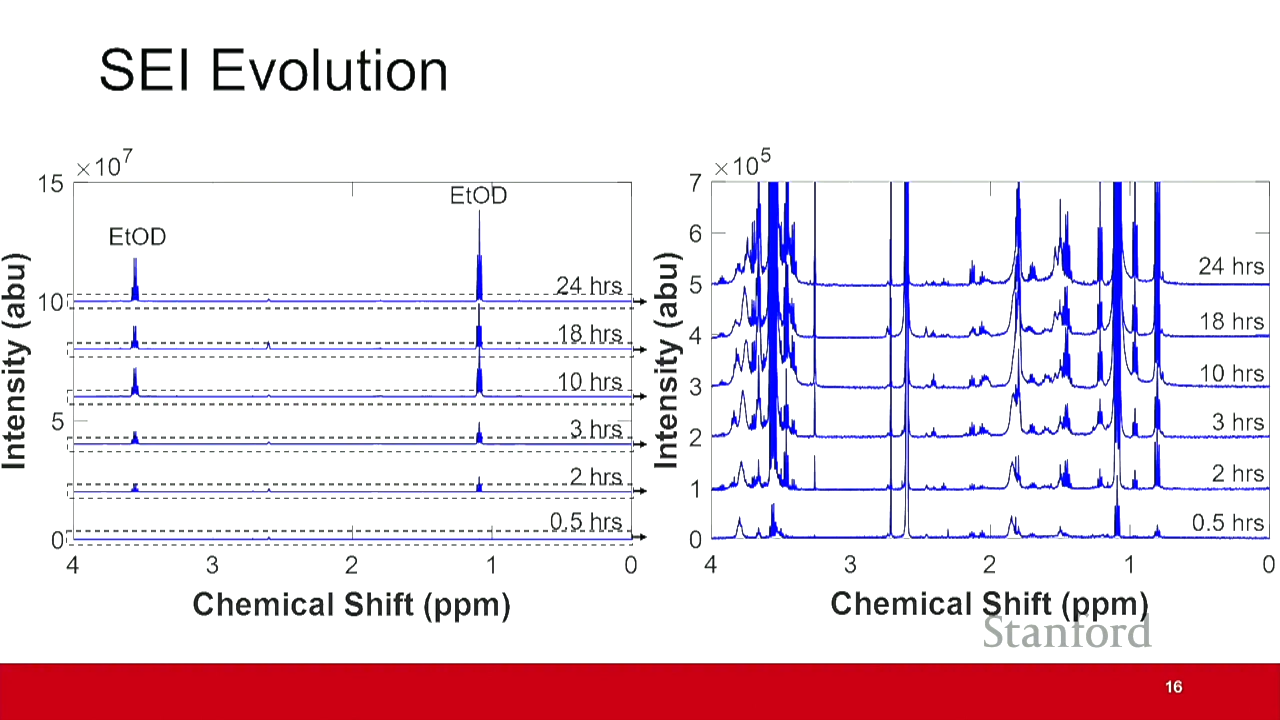 SEI Evolution
×10^7
15
10
5
0
EtOD
EtOD
24 hrs
18 hrs
10 hrs
3 hrs
2 hrs
0.5 hrs
4 3 2 1 0
Intensity (abu)
Chemical Shift (ppm)
×10^5
7
6
5
4
3
2
1
0
24 hrs
18 hrs
10 hrs
3 hrs
2 hrs
0.5 hrs
4 3 2 1 0
Intensity (abu)
Chemical Shift (ppm)
Stanford
16